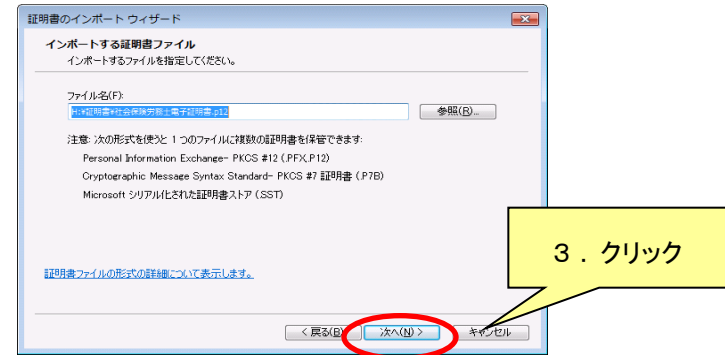 証明書のインポート ウィザード
インポートする証明書ファイル
インポートするファイルを指定してください。
ファイル名(F):
H:¥証明書¥社会保険労務士電子証明書.p12
参照(R)...
注意: 次の形式を使うと 1 つのファイルに複数の証明書を保管できます:
Personal Information Exchange- PKCS #12 (.PFX,.P12)
Cryptographic Message Syntax Standard- PKCS #7 証明書 (.P7B)
Microsoft シリアル化された証明書ストア (.SST)
３．クリック
証明書ファイルの形式の詳細について表示します。
< 戻る(B)
次へ(N) >
キャンセル